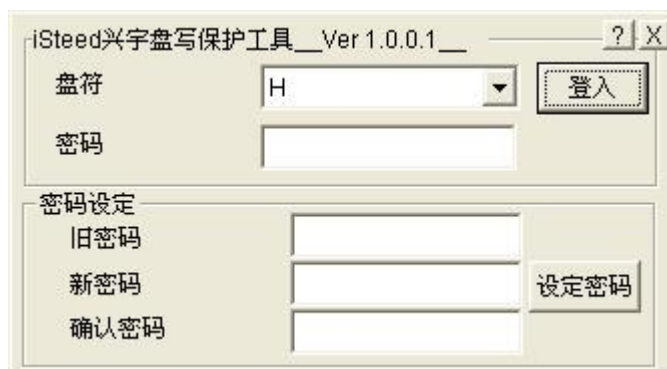 iSteed兴宇盘写保护工具__Ver 1.0.0.1__ ? X
盘符 H 登入
密码
密码设定
旧密码
新密码 设定密码
确认密码